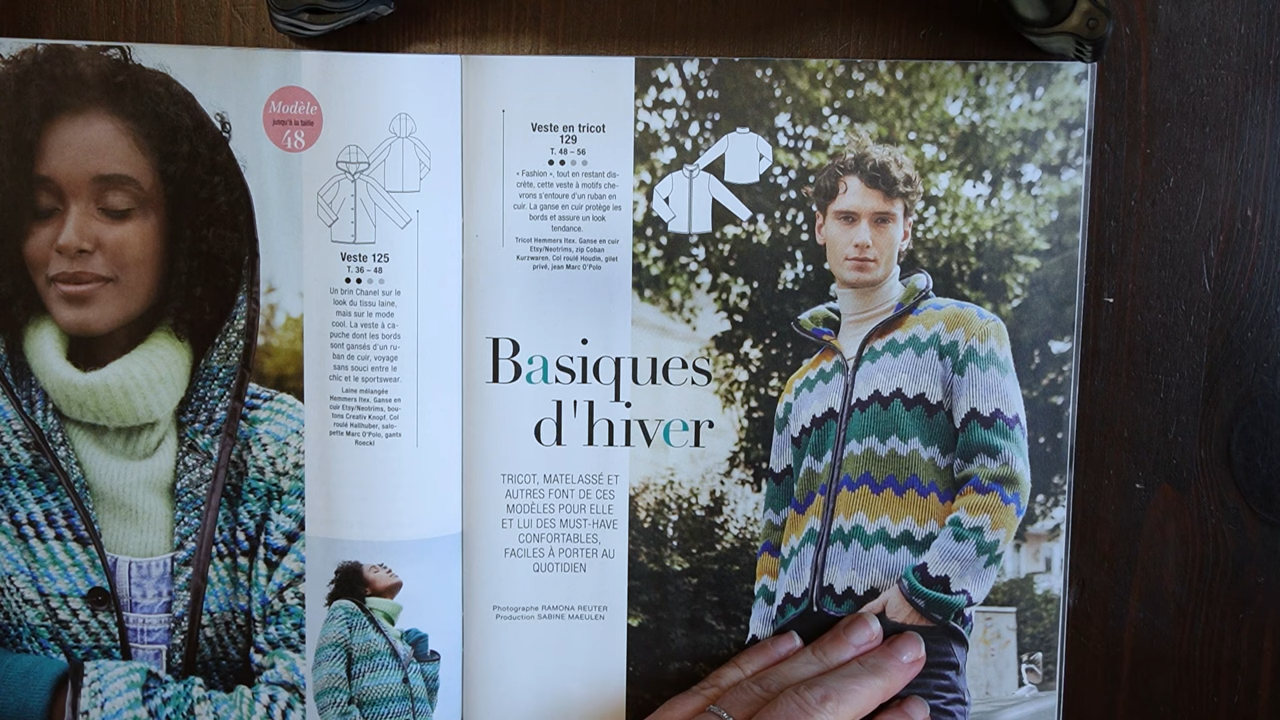 Modèle
jusqu'à la taille
48
Veste 125
T. 36 – 48
Un brin Chanel sur le
look du tissu laine,
mais sur le mode
cool. La veste à ca-
puche dont les bords
sont gansés d'un ru-
ban de cuir, voyage
sans souci entre le
chic et le sportswear.
Laine mélangée
Hemmers Itex. Ganse en
cuir Etsy/Neotrims, bou-
tons Creativ Knopf, Col
roulé Hallhuber, salo-
pette Marc O'Polo, gants
Roeckl
Veste en tricot
129
T. 48 – 56
« Fashion », tout en restant dis-
crète, cette veste à motifs che-
vrons s'entoure d'un ruban en
cuir. La ganse en cuir protège les
bords et assure un look
tendance.
Tricot Hemmers Itex. Ganse en cuir
Etsy/Neotrims, zip Coban
Kurzwaren, Col roulé Houdin, gilet
privé, jean Marc O'Polo
Basiques
d'hiver
TRICOT, MATELASSÉ ET
AUTRES FONT DE CES
MODÈLES POUR ELLE
ET LUI DES MUST-HAVE
CONFORTABLES,
FACILES À PORTER AU
QUOTIDIEN
Photographe RAMONA REUTER
Production SABINE MAEULEN